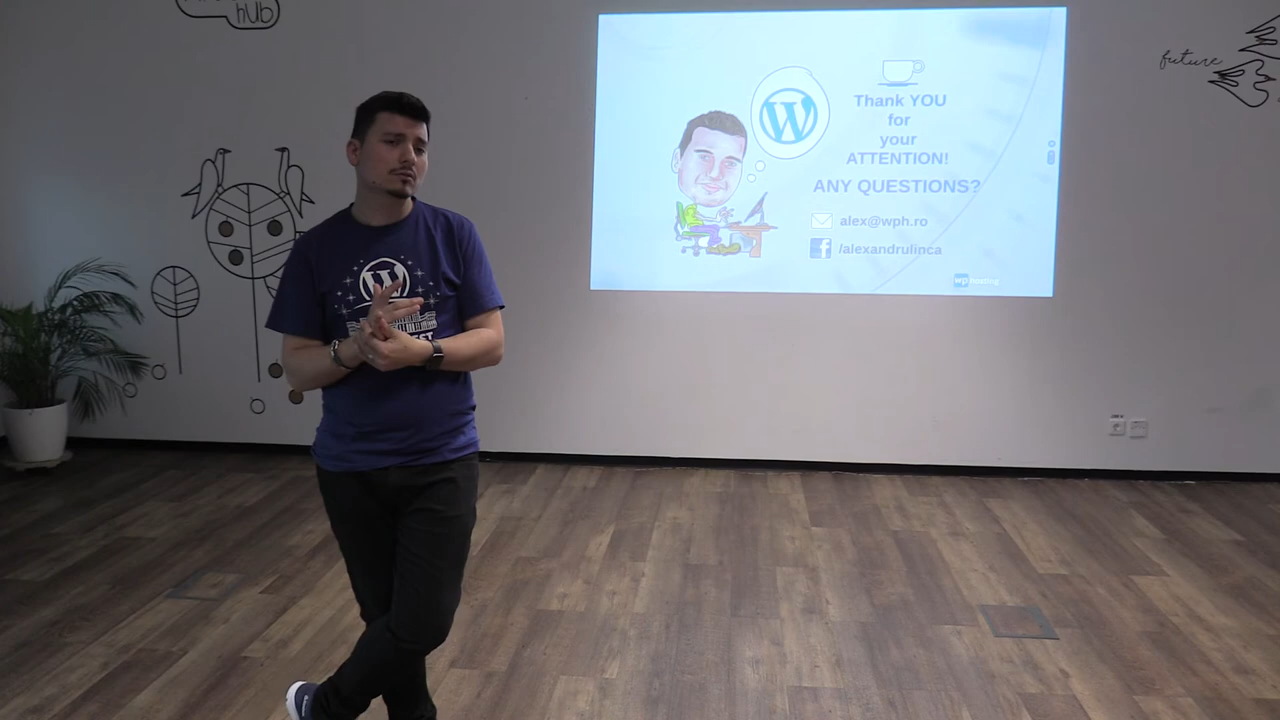 hub
future
Thank YOU
for
your
ATTENTION!
ANY QUESTIONS?
alex@wph.ro
/alexandrulinca
wp hosting